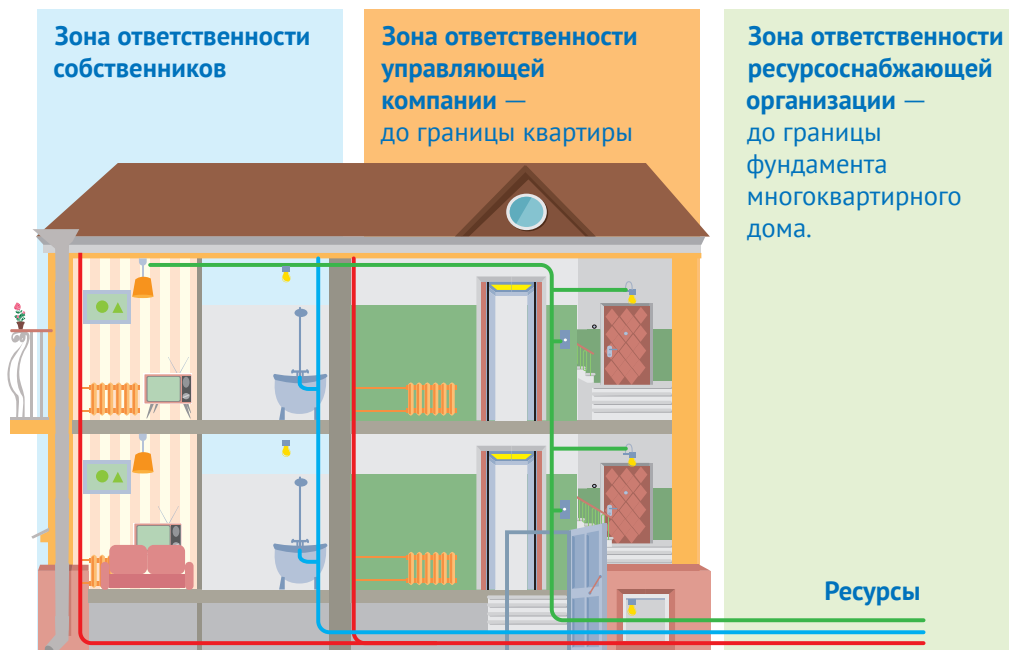 Зона ответственности
собственников
Зона ответственности
управляющей
компании —
до границы квартиры
Зона ответственности
ресурсоснабжающей
организации —
до границы
фундамента
многоквартирного
дома.
Ресурсы